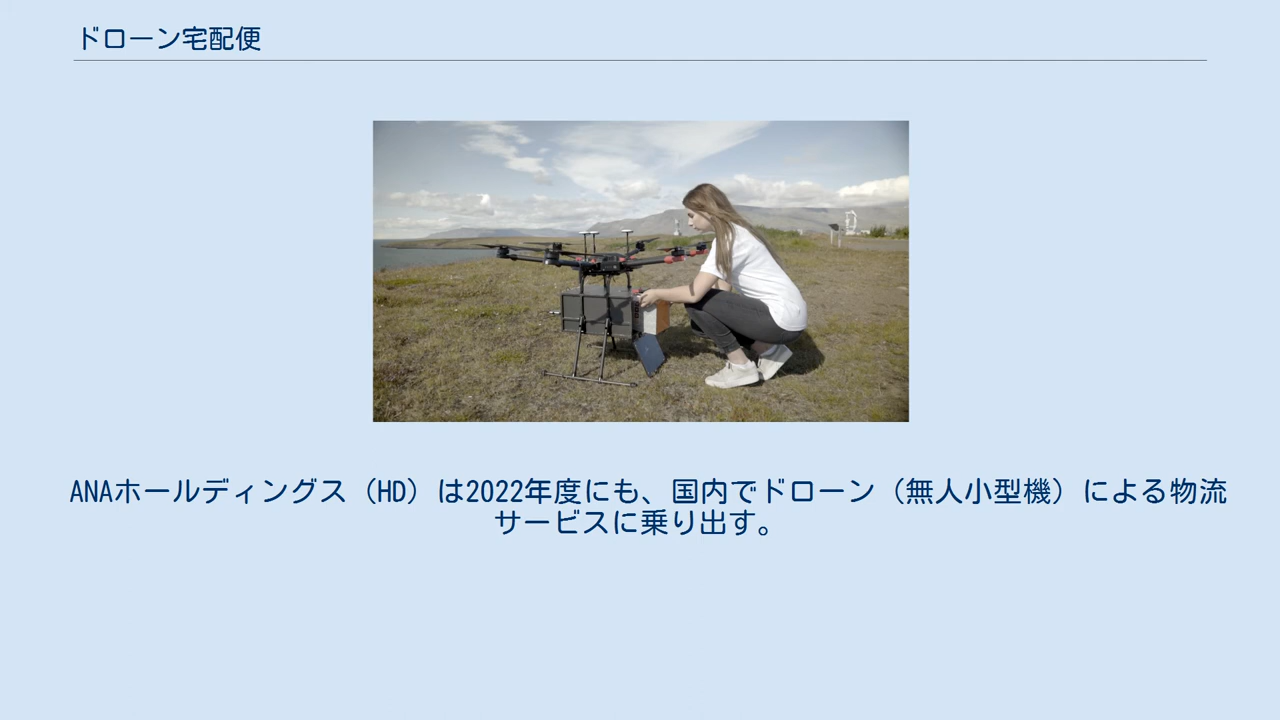 ドローン宅配便
ANAホールディングス（HD）は2022年度にも、国内でドローン（無人小型機）による物流
サービスに乗り出す。